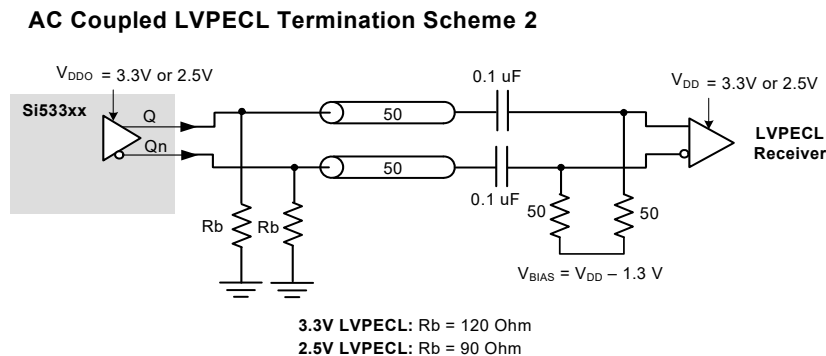 AC Coupled LVPECL Termination Scheme 2
VDDO = 3.3V or 2.5V
0.1 uF
VDD = 3.3V or 2.5V
Si533xx
Q
50
LVPECL
Receiver
Qn
50
0.1 uF
Rb
Rb
50
50
VBIAS = VDD – 1.3 V
3.3V LVPECL: Rb = 120 Ohm
2.5V LVPECL: Rb = 90 Ohm